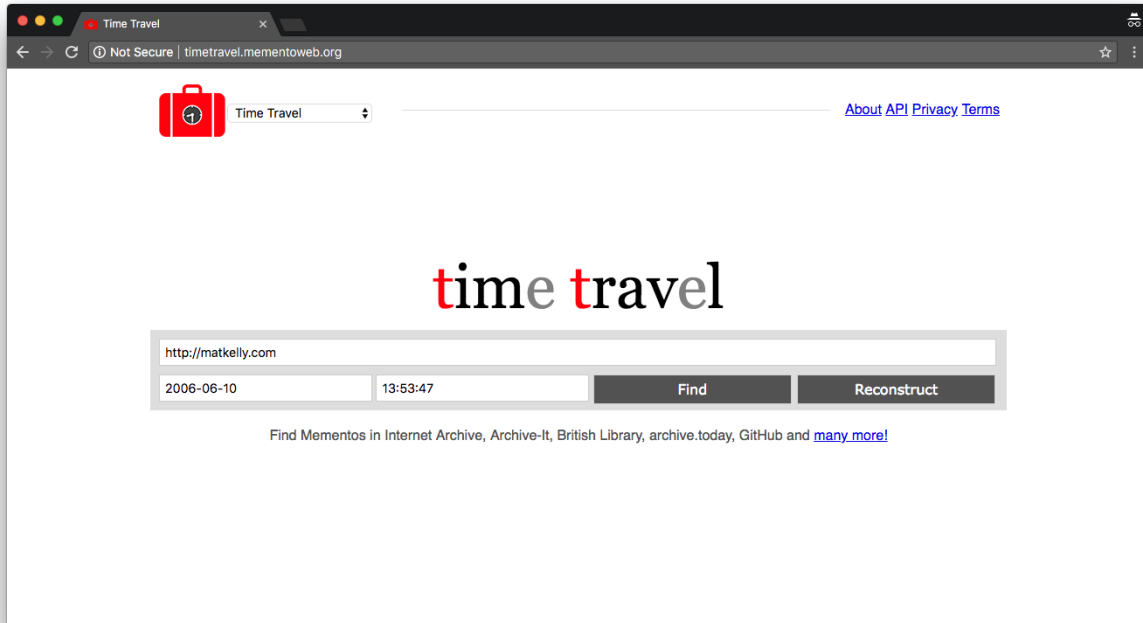 Time Travel
Not Secure | timetravel.mementoweb.org
Time Travel
About API Privacy Terms
time travel
http://matkelly.com
2006-06-10 13:53:47 Find Reconstruct
Find Mementos in Internet Archive, Archive-It, British Library, archive.today, GitHub and many more!